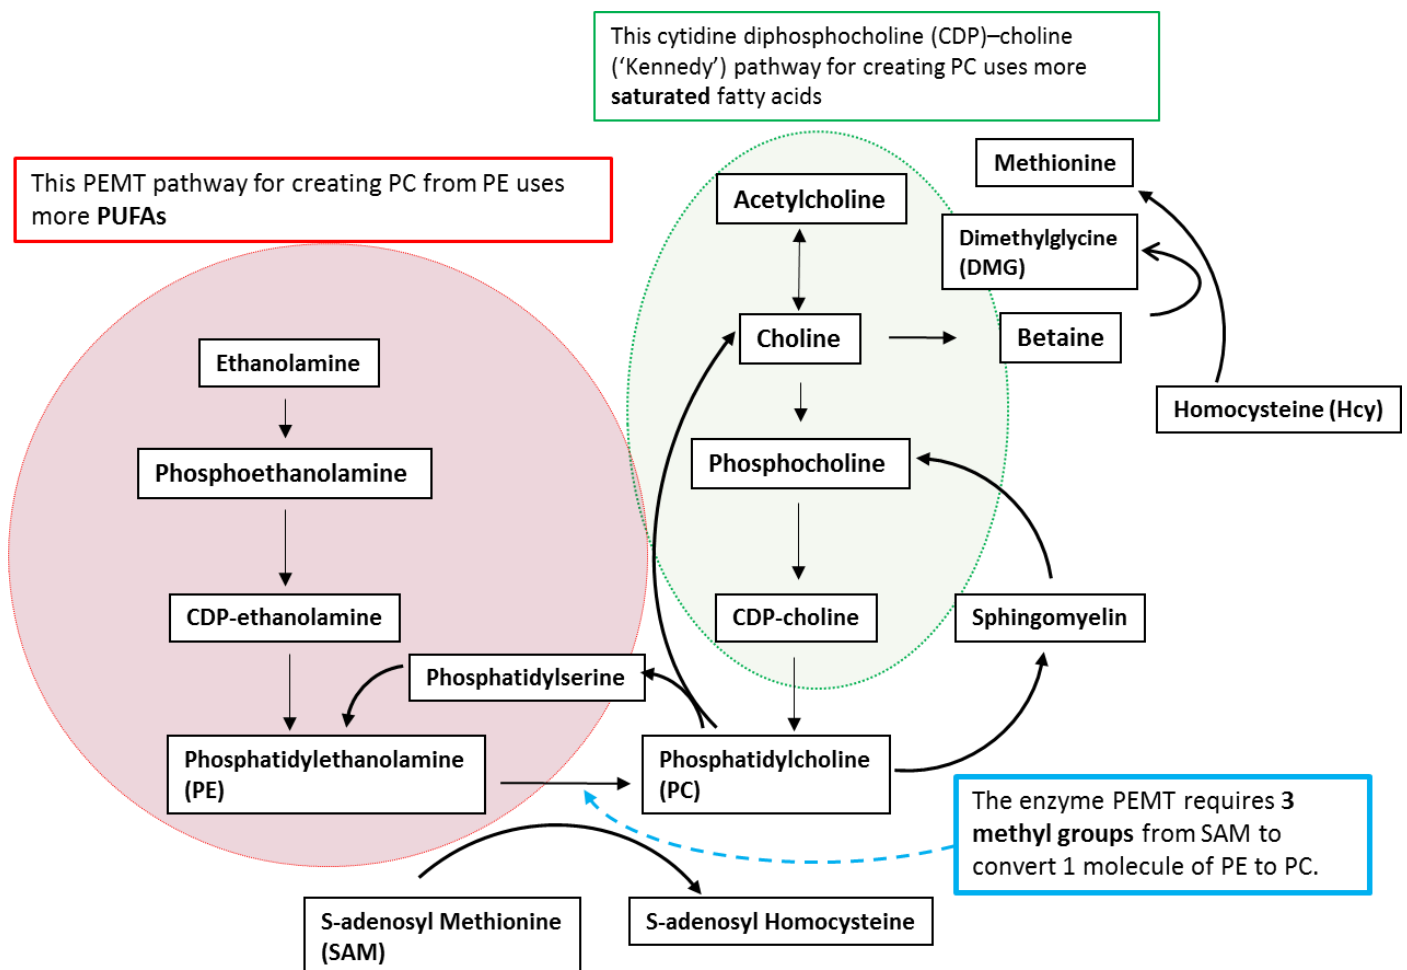 This cytidine diphosphocholine (CDP)–choline
(‘Kennedy’) pathway for creating PC uses more
saturated fatty acids
This PEMT pathway for creating PC from PE uses
more PUFAs
Methionine
Acetylcholine
Dimethylglycine
(DMG)
Choline
Betaine
Ethanolamine
Homocysteine (Hcy)
Phosphoethanolamine
Phosphocholine
CDP-ethanolamine
CDP-choline
Sphingomyelin
Phosphatidylserine
Phosphatidylethanolamine
(PE)
Phosphatidylcholine
(PC)
The enzyme PEMT requires 3
methyl groups from SAM to
convert 1 molecule of PE to PC.
S-adenosyl Methionine
(SAM)
S-adenosyl Homocysteine